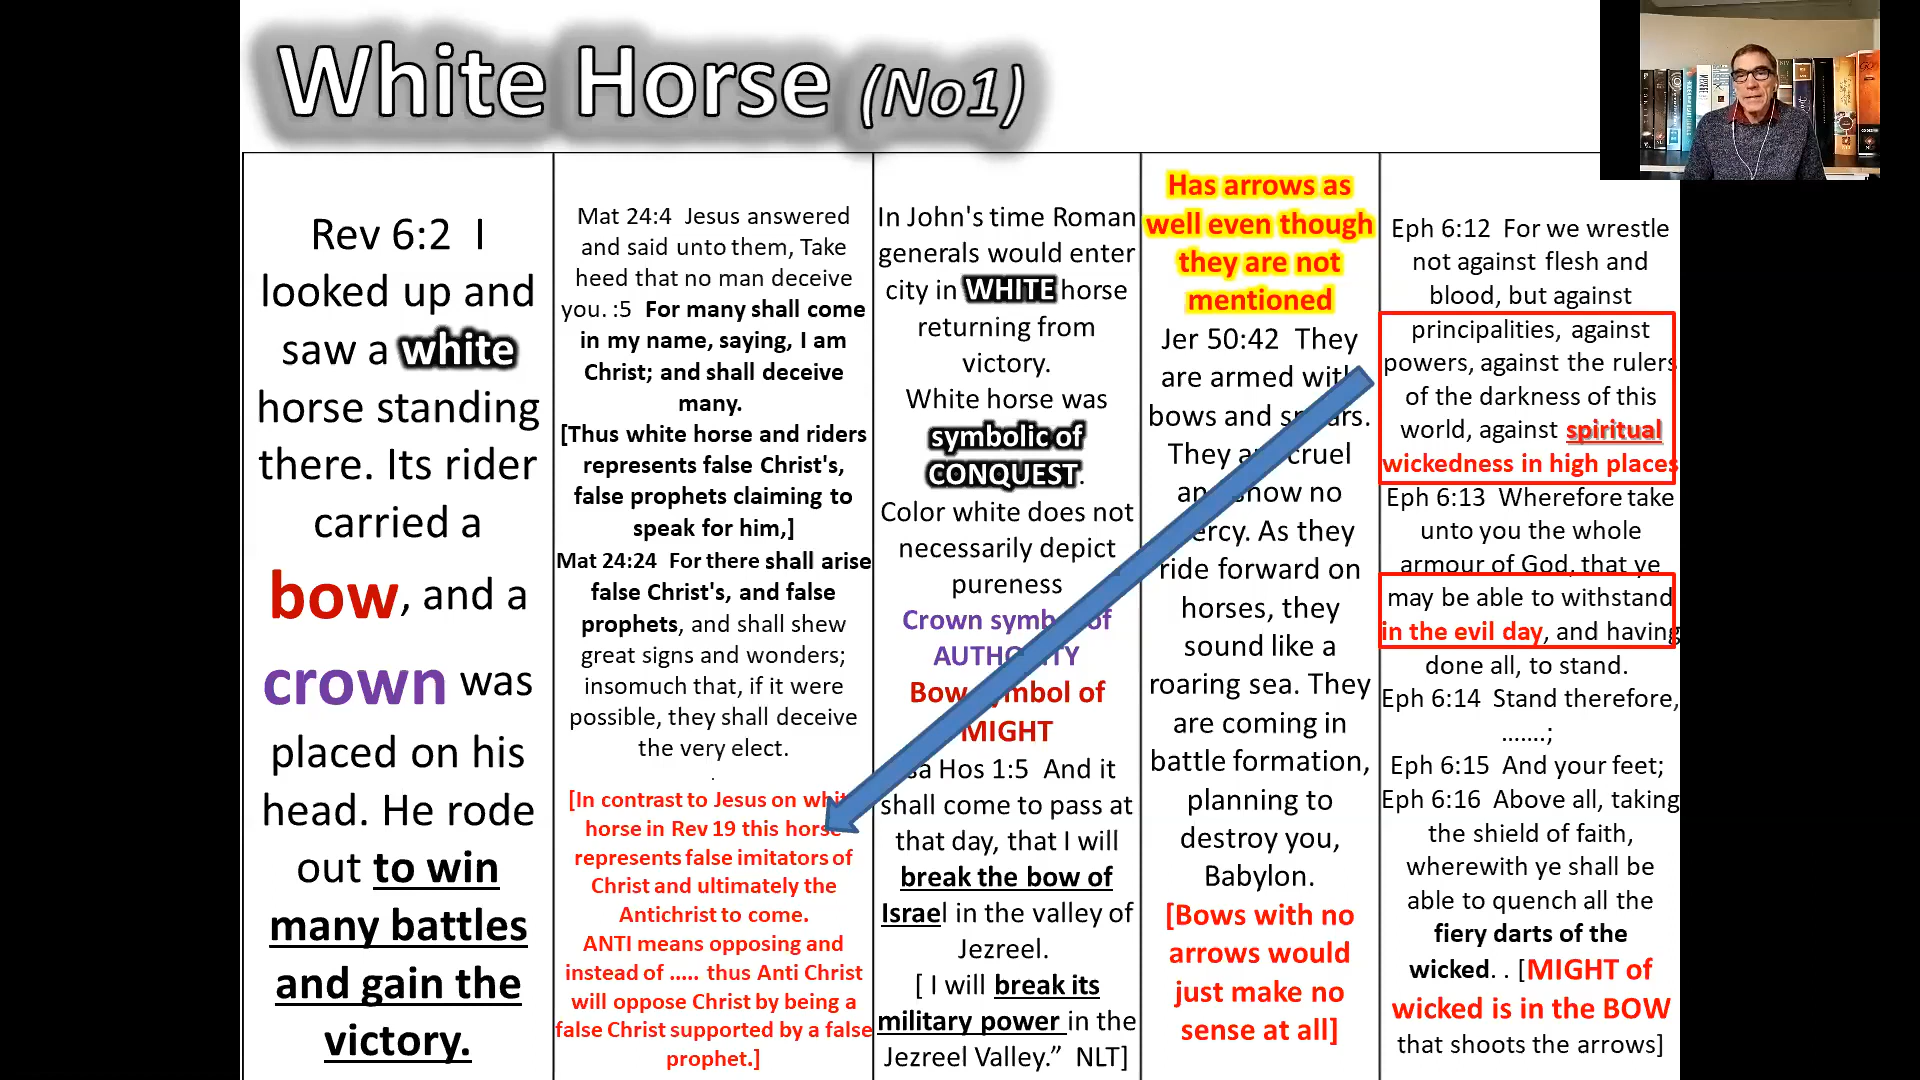 White Horse (No1)
Rev 6:2 I
looked up and
saw a white
horse standing
there. Its rider
carried a
bow, and a
crown was
placed on his
head. He rode
out to win
many battles
and gain the
victory.
Mat 24:4 Jesus answered
and said unto them, Take
heed that no man deceive
you. :5 For many shall come
in my name, saying, I am
Christ; and shall deceive
many.
[Thus white horse and riders
represents false Christ's,
false prophets claiming to
speak for him,]
Mat 24:24 For there shall arise
false Christ's, and false
prophets, and shall shew
great signs and wonders;
insomuch that, if it were
possible, they shall deceive
the very elect.
.
[In contrast to Jesus on white
horse in Rev 19 this horse
represents false imitators of
Christ and ultimately the
Antichrist to come.
ANTI means opposing and
instead of ..... thus Anti Christ
will oppose Christ by being a
false Christ supported by a false
prophet.]
In John's time Roman
generals would enter
city in WHITE horse
returning from
victory.
White horse was
symbolic of
CONQUEST.
Color white does not
necessarily depict
pureness
Crown symbol of
AUTHORITY
Bow symbol of
MIGHT
Hos 1:5 And it
shall come to pass at
that day, that I will
break the bow of
Israel in the valley of
Jezreel.
[ I will break its
military power in the
Jezreel Valley.” NLT]
Has arrows as
well even though
they are not
mentioned
Jer 50:42 They
are armed with
bows and spears.
They are cruel
and show no
mercy. As they
ride forward on
horses, they
sound like a
roaring sea. They
are coming in
battle formation,
planning to
destroy you,
Babylon.
[Bows with no
arrows would
just make no
sense at all]
Eph 6:12 For we wrestle
not against flesh and
blood, but against
principalities, against
powers, against the rulers
of the darkness of this
world, against spiritual
wickedness in high places
Eph 6:13 Wherefore take
unto you the whole
armour of God, that ye
may be able to withstand
in the evil day, and having
done all, to stand.
Eph 6:14 Stand therefore,
.......;
Eph 6:15 And your feet;
Eph 6:16 Above all, taking
the shield of faith,
wherewith ye shall be
able to quench all the
fiery darts of the
wicked. . [MIGHT of
wicked is in the BOW
that shoots the arrows]